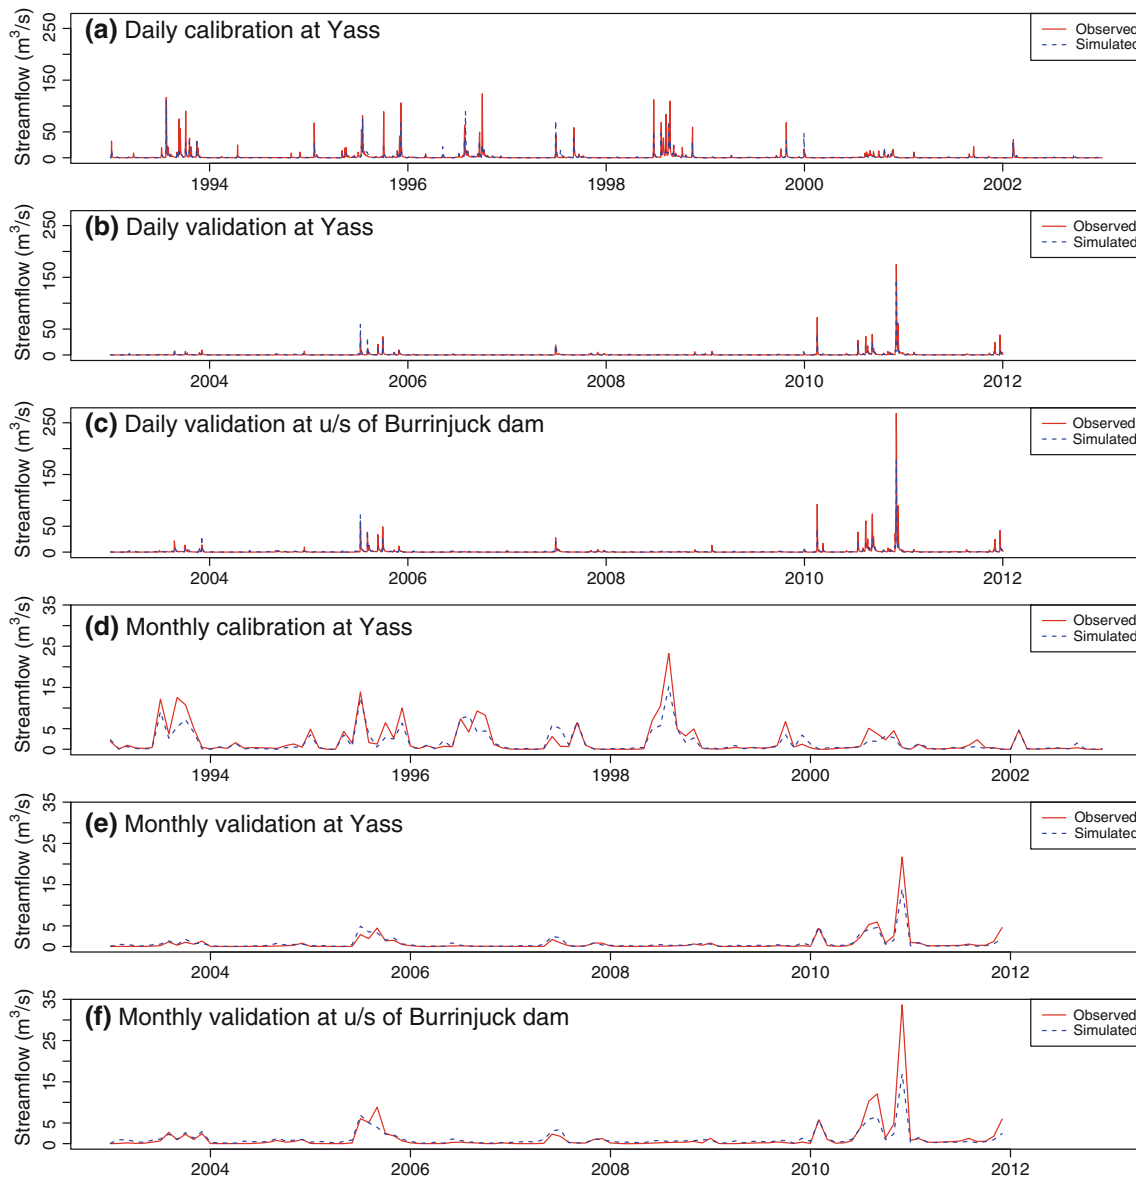 (a) Daily calibration at Yass
Observed
Simulated
Streamflow (m³/s)
250
150
50
0
1994
1996
1998
2000
2002
(b) Daily validation at Yass
Observed
Simulated
Streamflow (m³/s)
250
150
50
0
2004
2006
2008
2010
2012
(c) Daily validation at u/s of Burrinjuck dam
Observed
Simulated
Streamflow (m³/s)
250
150
50
0
2004
2006
2008
2010
2012
(d) Monthly calibration at Yass
Observed
Simulated
Streamflow (m³/s)
35
25
15
5
0
1994
1996
1998
2000
2002
(e) Monthly validation at Yass
Observed
Simulated
Streamflow (m³/s)
35
25
15
5
0
2004
2006
2008
2010
2012
(f) Monthly validation at u/s of Burrinjuck dam
Observed
Simulated
Streamflow (m³/s)
35
25
15
5
0
2004
2006
2008
2010
2012